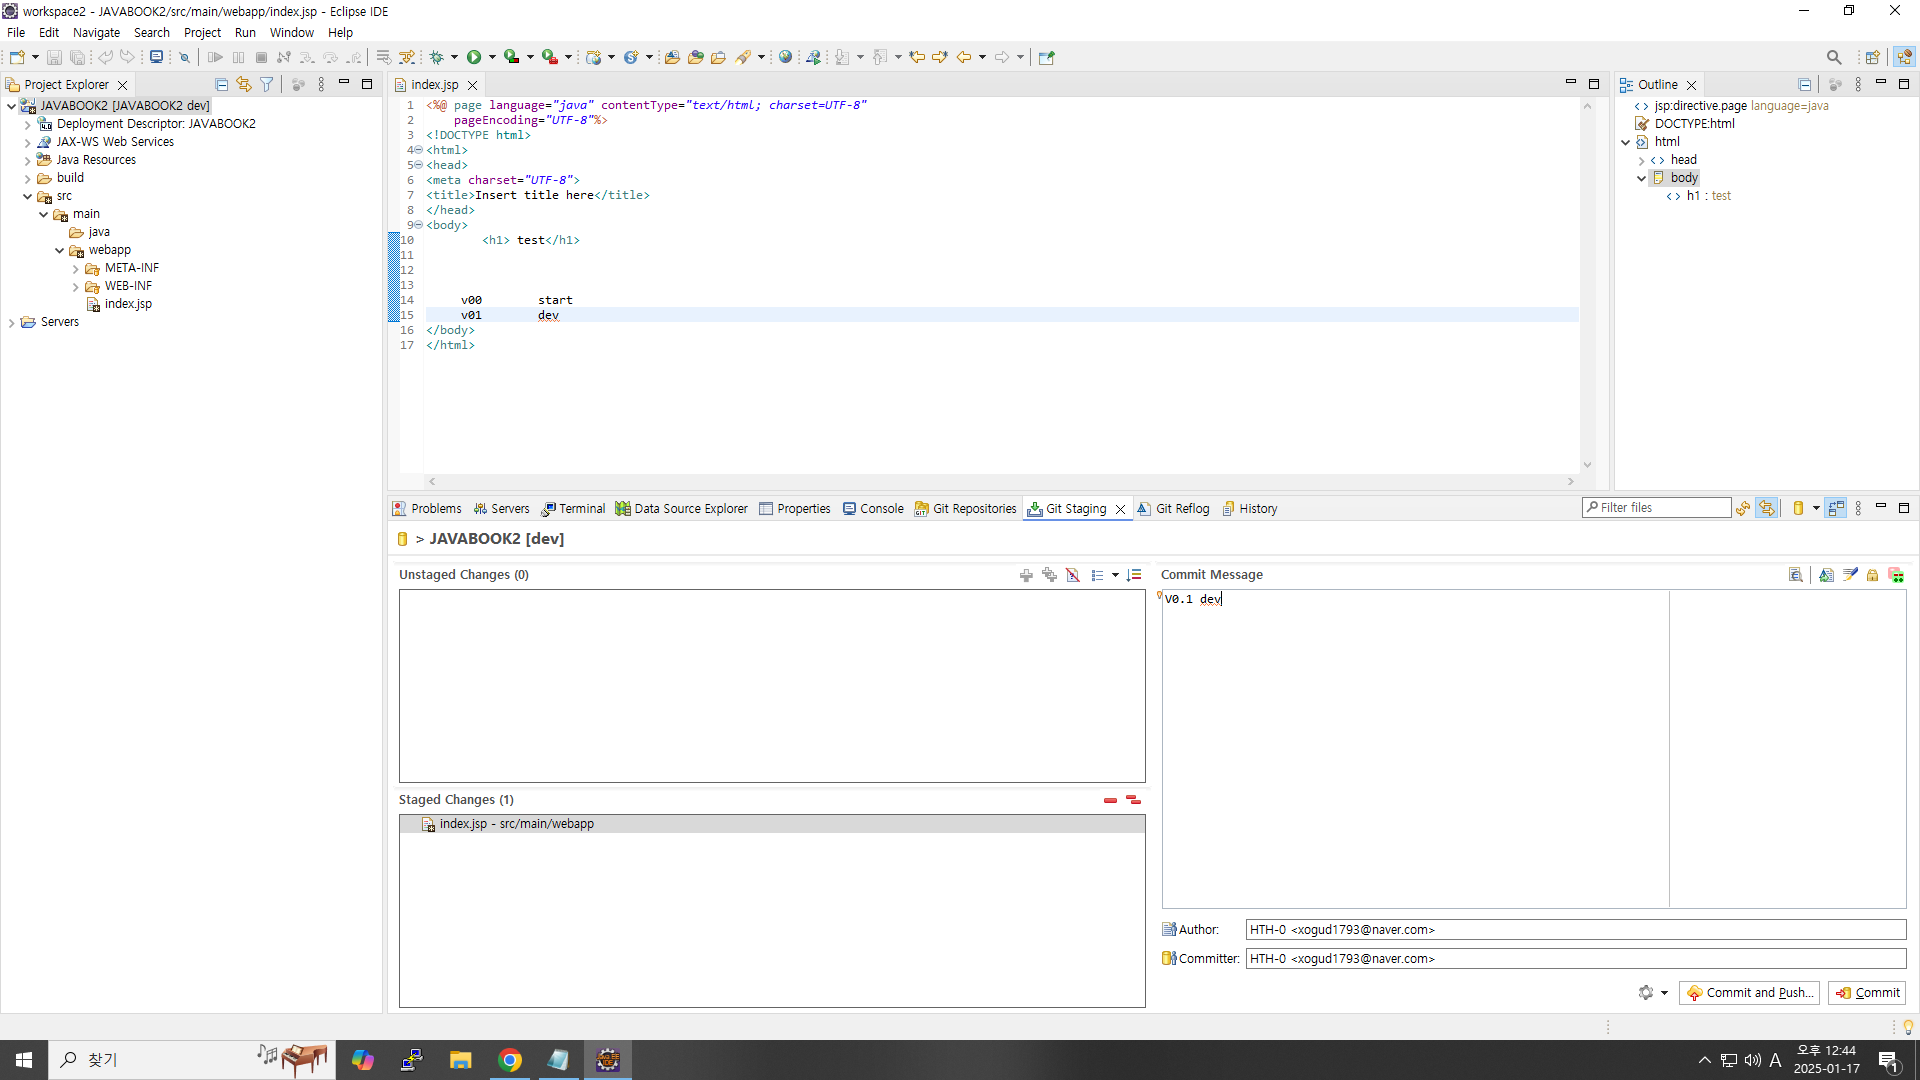 workspace2 - JAVABOOK2/src/main/webapp/index.jsp - Eclipse IDE
File Edit Navigate Search Project Run Window Help
Project Explorer
JAVABOOK2 [JAVABOOK2 dev]
Deployment Descriptor: JAVABOOK2
JAX-WS Web Services
Java Resources
build
src
main
java
webapp
META-INF
WEB-INF
index.jsp
Servers
index.jsp
1 <%@ page language="java" contentType="text/html; charset=UTF-8"
2 pageEncoding="UTF-8"%>
3 <!DOCTYPE html>
4 <html>
5 <head>
6 <meta charset="UTF-8">
7 <title>Insert title here</title>
8 </head>
9 <body>
10 <h1> test</h1>
11
12
13
14 v00 start
15 v01 dev
16 </body>
17 </html>
Outline
jsp:directive.page language=java
DOCTYPE:html
html
head
body
h1 : test
Problems Servers Terminal Data Source Explorer Properties Console Git Repositories Git Staging Git Reflog History
Filter files
> JAVABOOK2 [dev]
Unstaged Changes (0)
Staged Changes (1)
index.jsp - src/main/webapp
Commit Message
V0.1 dev
Author: HTH-0 <xogud1793@naver.com>
Committer: HTH-0 <xogud1793@naver.com>
Commit and Push... Commit
찾기
A
오후 12:44
2025-01-17
1